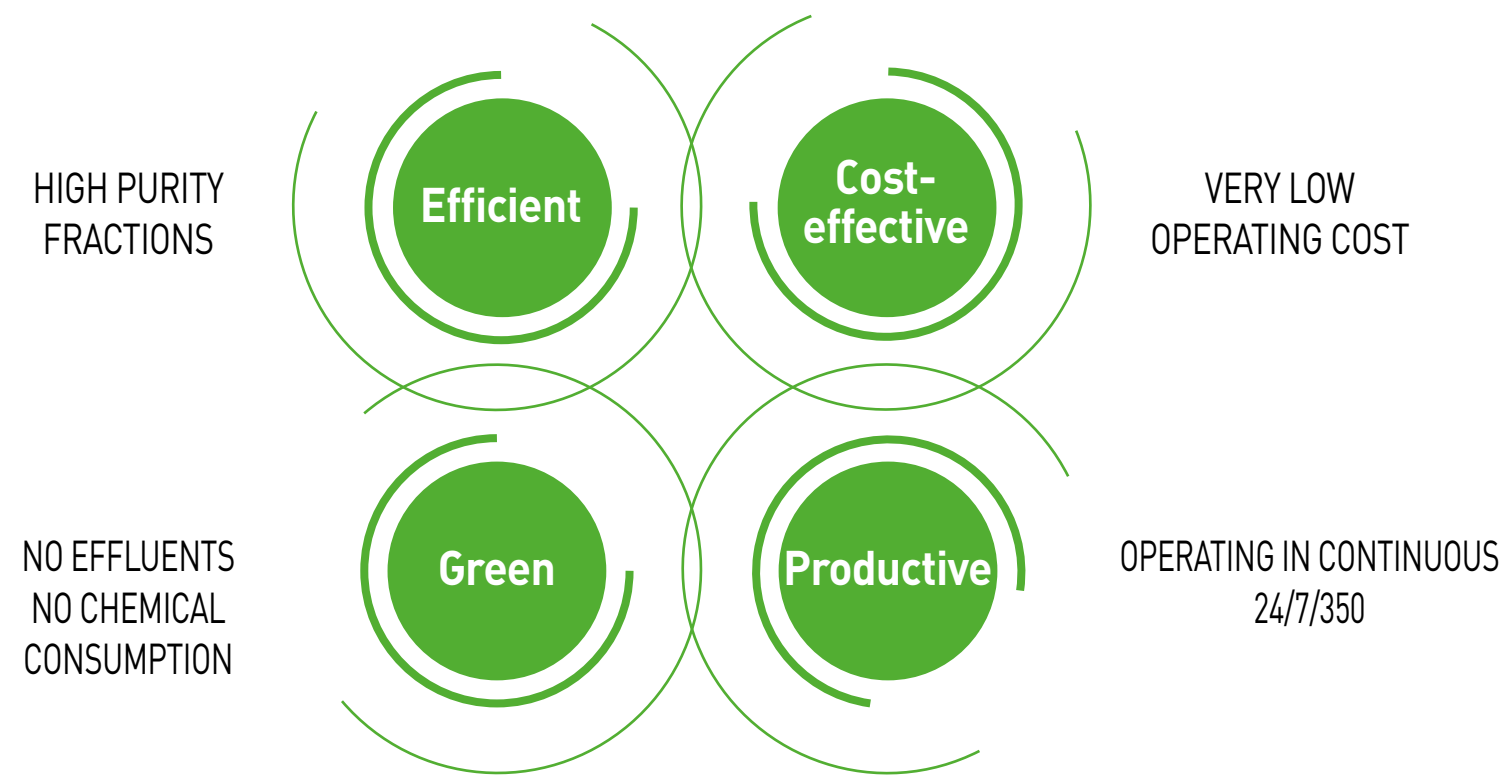 HIGH PURITY
FRACTIONS
Efficient
Cost-
effective
VERY LOW
OPERATING COST
NO EFFLUENTS
NO CHEMICAL
CONSUMPTION
Green
Productive
OPERATING IN CONTINUOUS
24/7/350